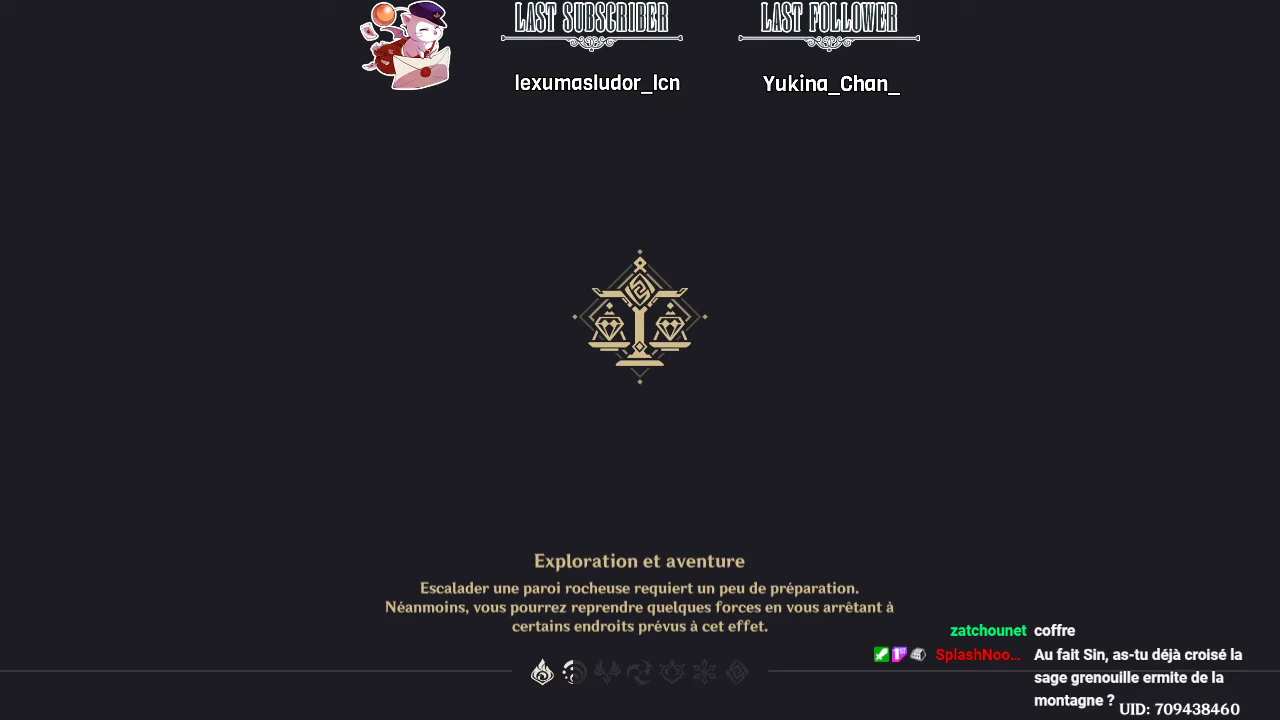 LAST SUBSCRIBER
LAST FOLLOWER
lexumasludor_lcn
Yukina_Chan_
Exploration et aventure
Escalader une paroi rocheuse requiert un peu de préparation.
Néanmoins, vous pourrez reprendre quelques forces en vous arrêtant à
certains endroits prévus à cet effet.
zatchounet coffre
SplashNoo... Au fait Sin, as-tu déjà croisé la
sage grenouille ermite de la
montagne ?
UID: 709438460